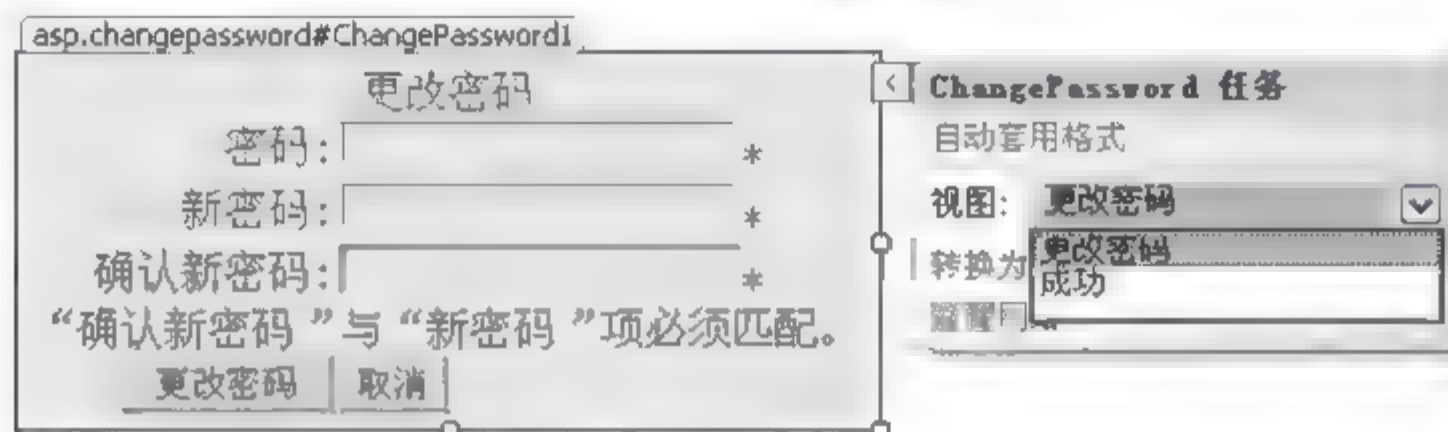 asp.changepassword#ChangePassword1
更改密码
密码: *
新密码: *
确认新密码: *
“确认新密码”与“新密码”项必须匹配。
更改密码 取消
< ChangePassword 任务
自动套用格式
视图: 更改密码
更改密码
成功
转换为